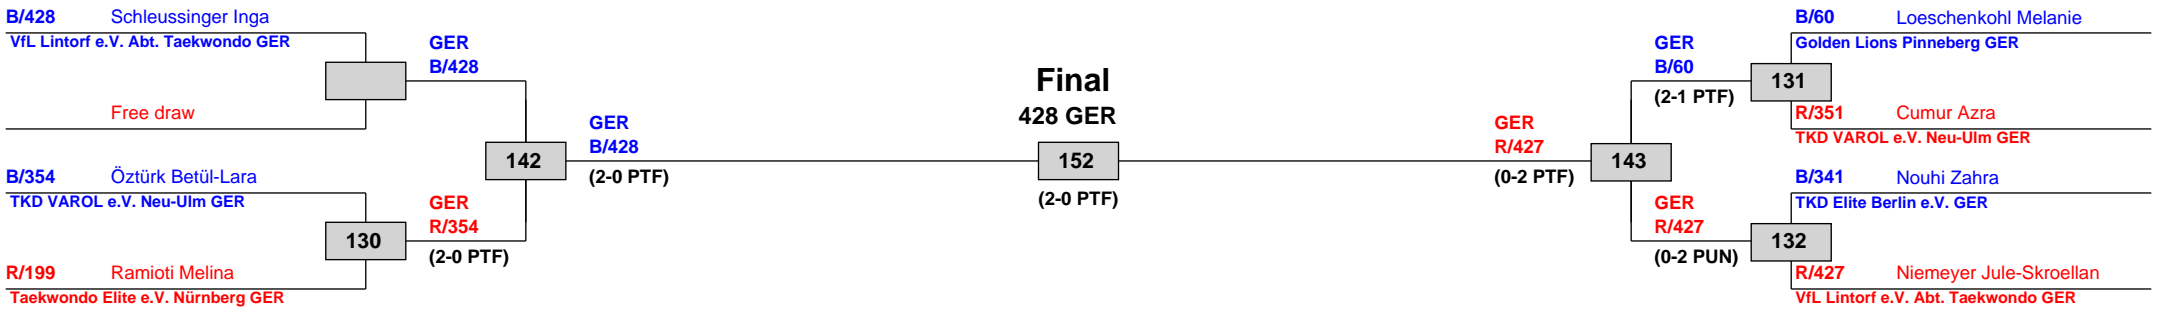 B/428 Schleussinger Inga
VfL Lintorf e.V. Abt. Taekwondo GER
Free draw
B/354 Öztürk Betül-Lara
TKD VAROL e.V. Neu-Ulm GER
130
R/199 Ramioti Melina
Taekwondo Elite e.V. Nürnberg GER
GER
B/428
GER
R/354
(2-0 PTF)
142
GER
B/428
(2-0 PTF)
Final
428 GER
152
(2-0 PTF)
GER
R/427
(0-2 PTF)
143
GER
B/60
(2-1 PTF)
GER
R/427
(0-2 PUN)
B/60 Loeschenkohl Melanie
Golden Lions Pinneberg GER
131
R/351 Cumur Azra
TKD VAROL e.V. Neu-Ulm GER
B/341 Nouhi Zahra
TKD Elite Berlin e.V. GER
132
R/427 Niemeyer Jule-Skroellan
VfL Lintorf e.V. Abt. Taekwondo GER